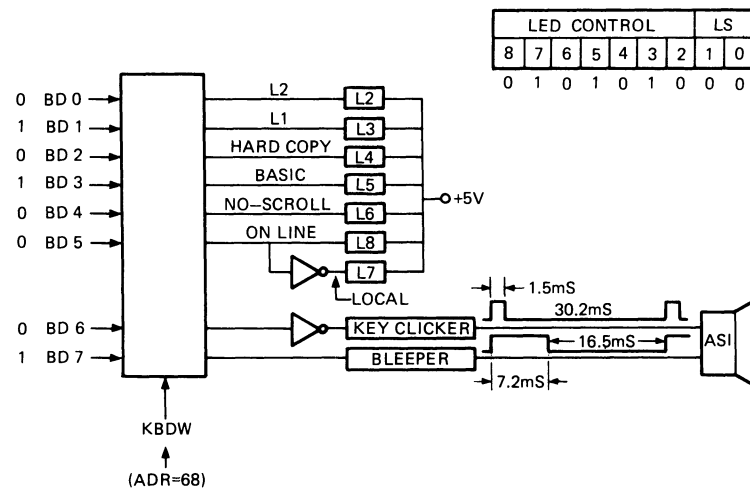 LED CONTROL LS
8 7 6 5 4 3 2 1 0
0 1 0 1 0 1 0 0 0
0 BD 0 L2 L2
1 BD 1 L1 L3
0 BD 2 HARD COPY L4
1 BD 3 BASIC L5
+5V
0 BD 4 NO-SCROLL L6
0 BD 5 ON LINE L8
L7
LOCAL
1.5mS
30.2mS
0 BD 6 KEY CLICKER
16.5mS ASI
1 BD 7 BLEEPER
7.2mS
KBDW
(ADR=68)